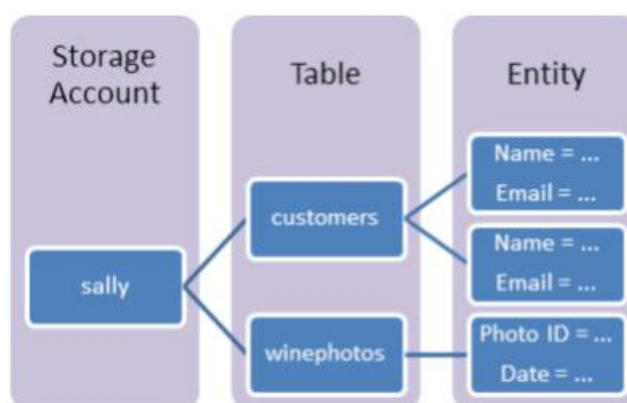 Storage
Account
Table
Entity
sally
customers
winephotos
Name = ...
Email = ...
Name = ...
Email = ...
Photo ID = ...
Date = ...